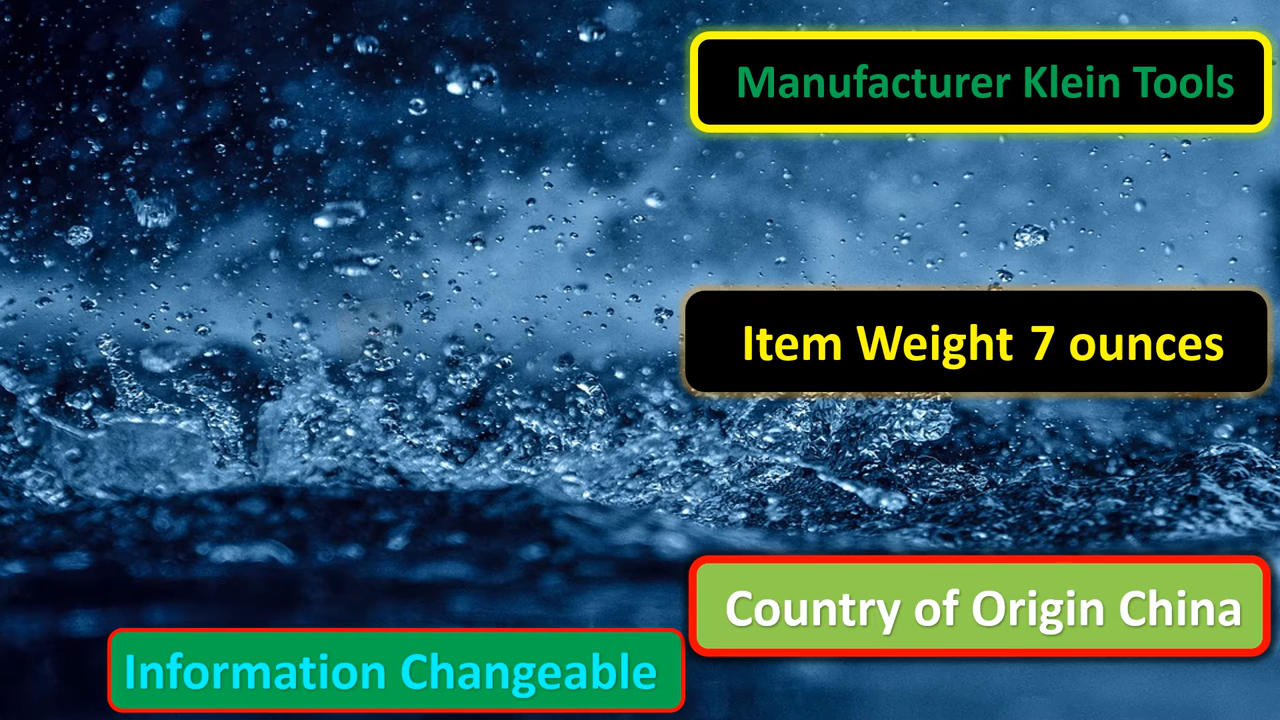 Manufacturer Klein Tools
Item Weight 7 ounces
Country of Origin China
Information Changeable